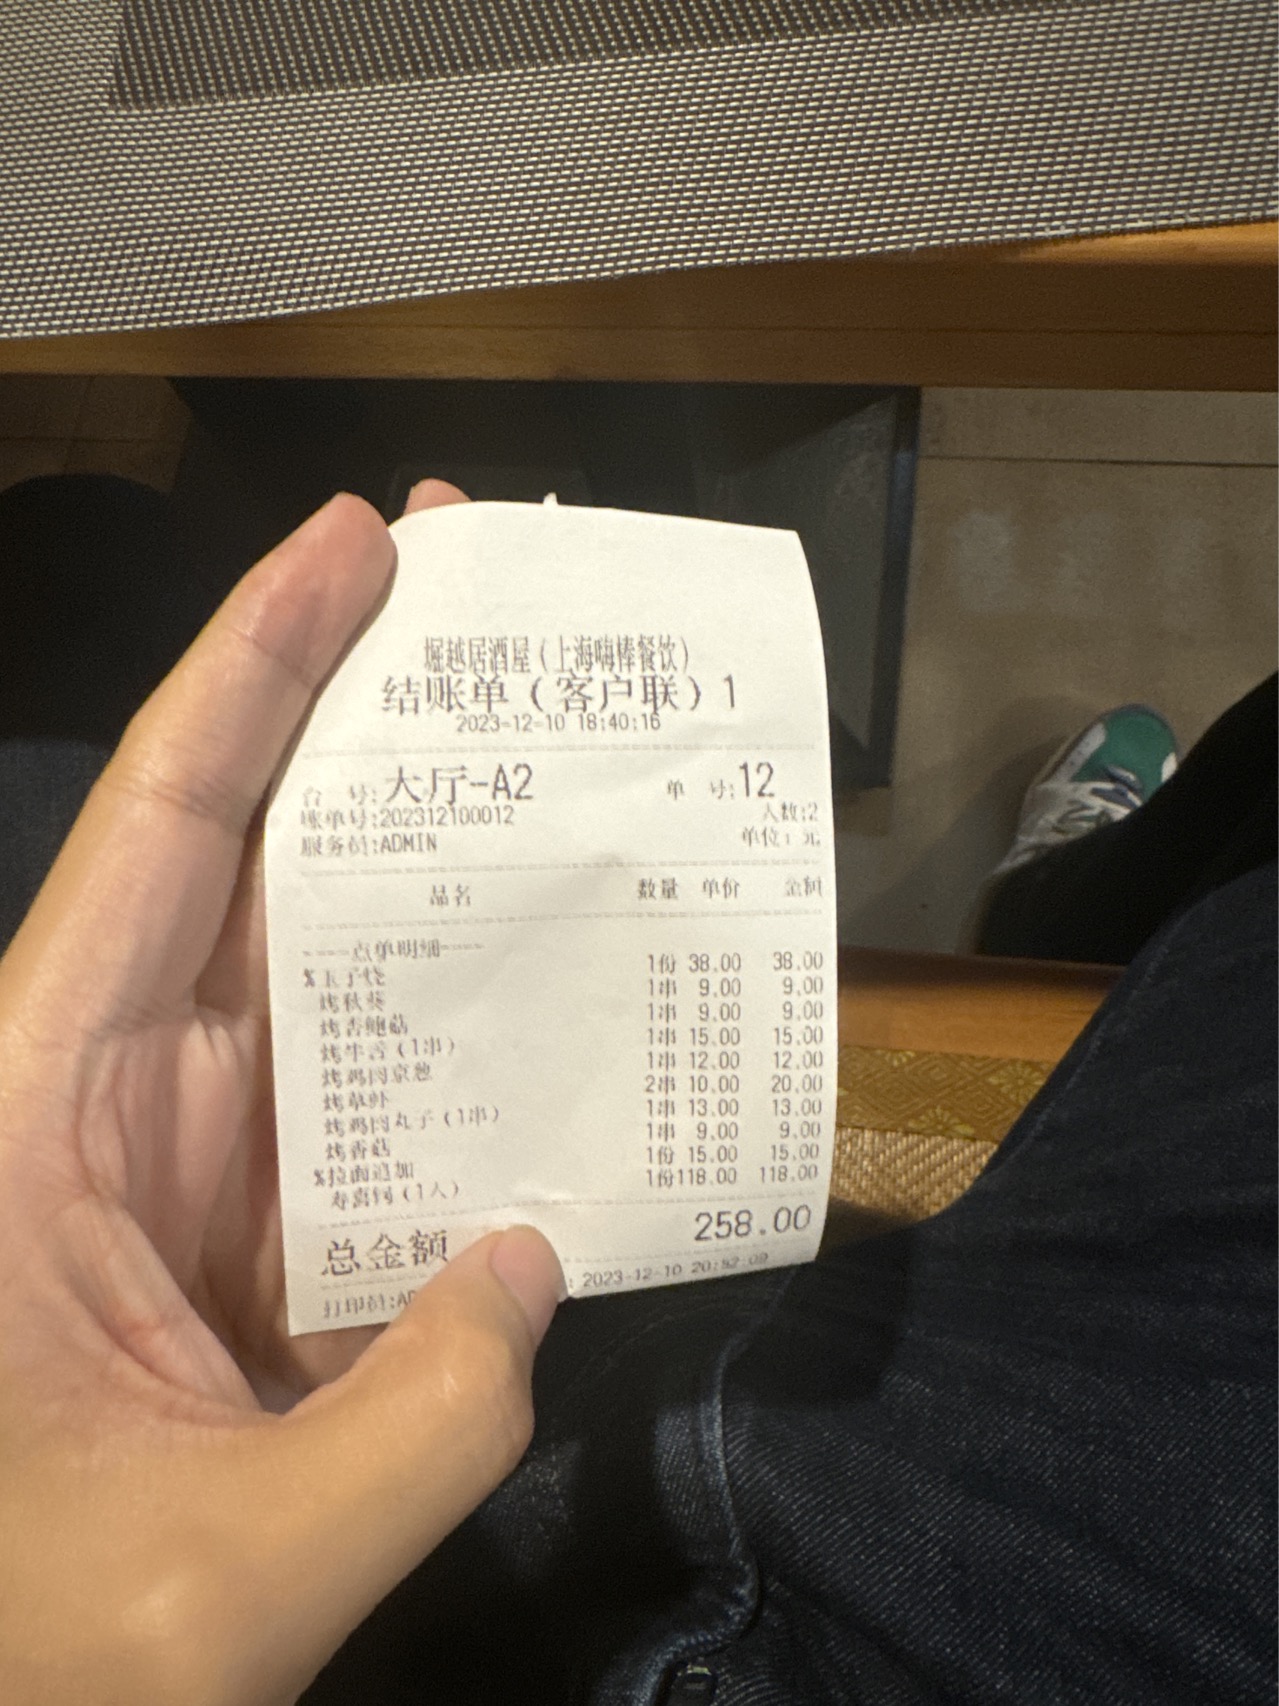 堀越居酒屋(上海嗨棒餐饮)
结账单(客户联)1
2023-12-10 18:40:16
台 号:大厅-A2 单 号:12
账单号:202312100012 人数:2
服务员:ADMIN 单位:元
品名 数量 单价 金额
----点单明细----
%玉子烧 1份 38.00 38.00
烤秋葵 1串 9.00 9.00
烤杏鲍菇 1串 9.00 9.00
烤牛舌(1串) 1串 15.00 15.00
烤鸡肉京葱 1串 12.00 12.00
烤草虾 2串 10.00 20.00
烤鸡肉丸子(1串) 1串 13.00 13.00
烤香菇 1串 9.00 9.00
%拉面追加 1份 15.00 15.00
寿喜锅(1人) 1份118.00 118.00
总金额 258.00
打印员:AD : 2023-12-10 20:52:09